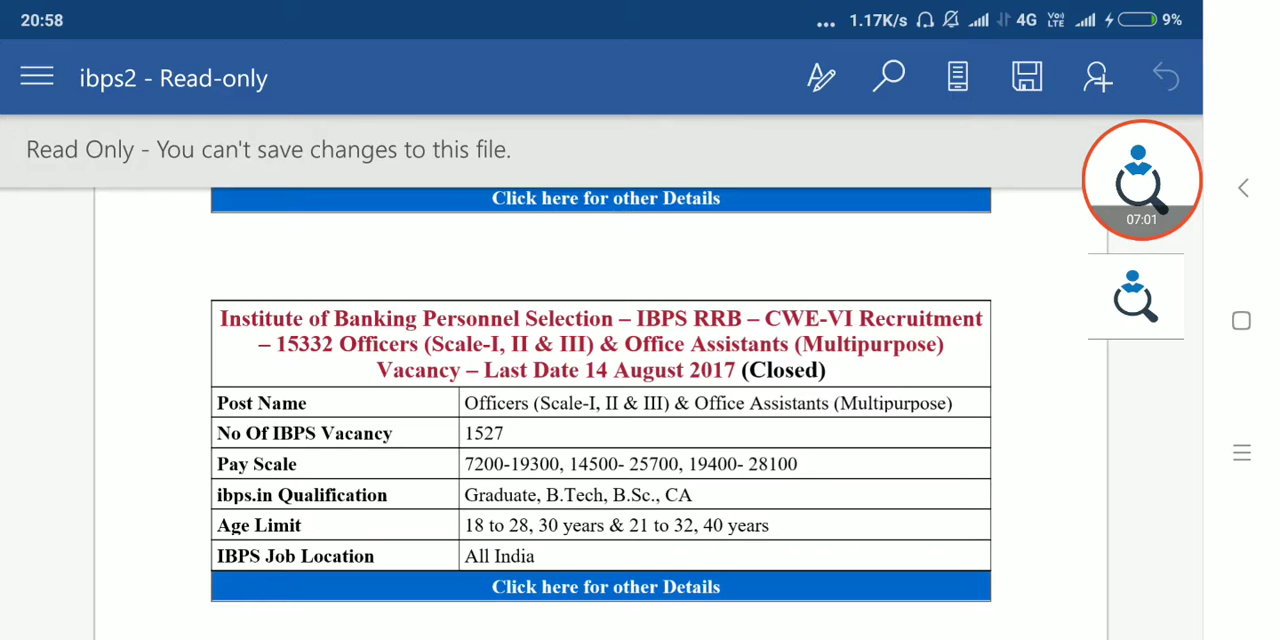 20:58
... 1.17K/s 4G Vo)) LTE 9%
ibps2 - Read-only
Read Only - You can't save changes to this file.
07:01
Click here for other Details
Institute of Banking Personnel Selection – IBPS RRB – CWE-VI Recruitment
– 15332 Officers (Scale-I, II & III) & Office Assistants (Multipurpose)
Vacancy – Last Date 14 August 2017 (Closed)
Post Name Officers (Scale-I, II & III) & Office Assistants (Multipurpose)
No Of IBPS Vacancy 1527
Pay Scale 7200-19300, 14500- 25700, 19400- 28100
ibps.in Qualification Graduate, B.Tech, B.Sc., CA
Age Limit 18 to 28, 30 years & 21 to 32, 40 years
IBPS Job Location All India
Click here for other Details